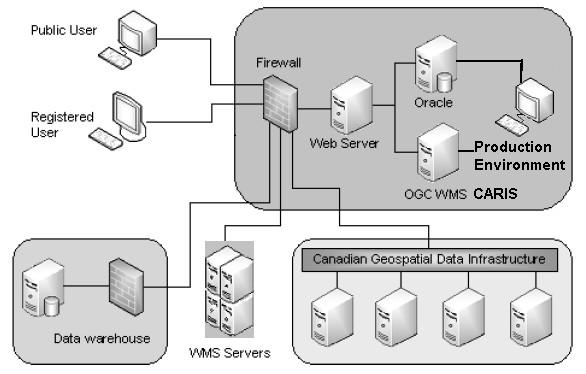 Public User
Firewall
Registered
User
Oracle
Web Server
Production
Environment
OGC WMS CARIS
Canadian Geospatial Data Infrastructure
Data warehouse
WMS Servers